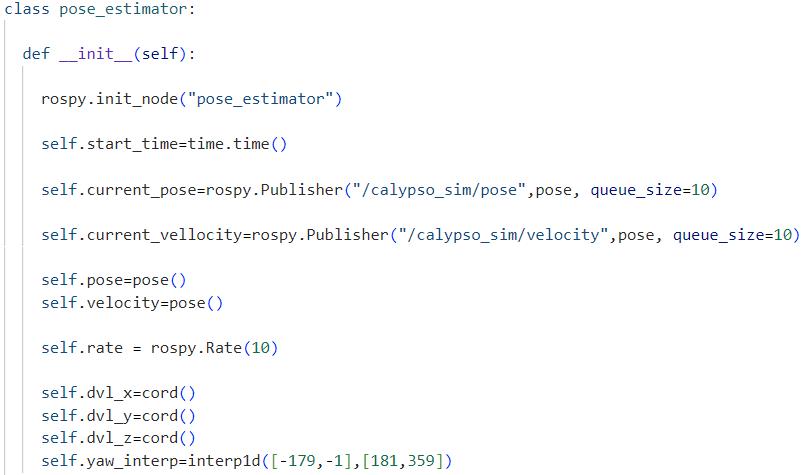 class pose_estimator:
def __init__(self):
rospy.init_node("pose_estimator")
self.start_time=time.time()
self.current_pose=rospy.Publisher("/calypso_sim/pose",pose, queue_size=10)
self.current_vellocity=rospy.Publisher("/calypso_sim/velocity",pose, queue_size=10)
self.pose=pose()
self.velocity=pose()
self.rate = rospy.Rate(10)
self.dvl_x=cord()
self.dvl_y=cord()
self.dvl_z=cord()
self.yaw_interp=interp1d([-179,-1],[181,359])